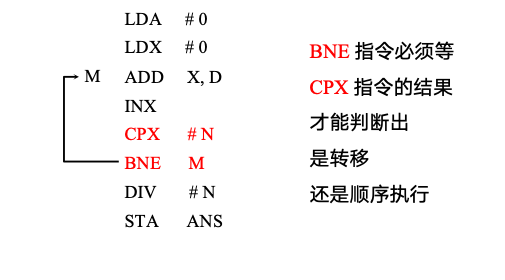 LDA # 0
LDX # 0
M ADD X, D
INX
CPX # N
BNE M
DIV # N
STA ANS
BNE 指令必须等
CPX 指令的结果
才能判断出
是转移
还是顺序执行